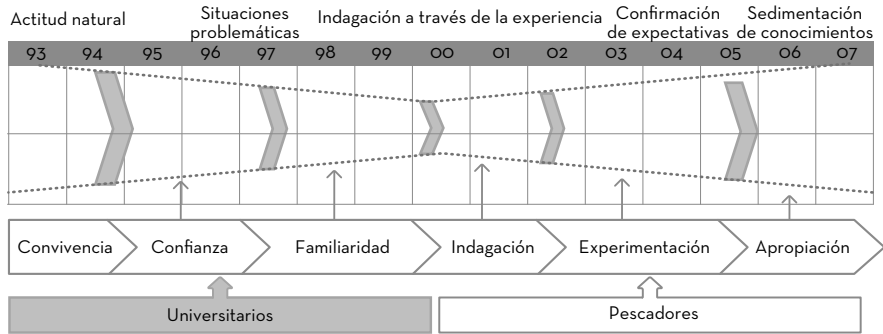 Actitud natural
Situaciones
problemáticas
Indagación a través de la experiencia
Confirmación
de expectativas
Sedimentación
de conocimientos
93 94 95 96 97 98 99 00 01 02 03 04 05 06 07
Convivencia
Confianza
Familiaridad
Indagación
Experimentación
Apropiación
Universitarios
Pescadores